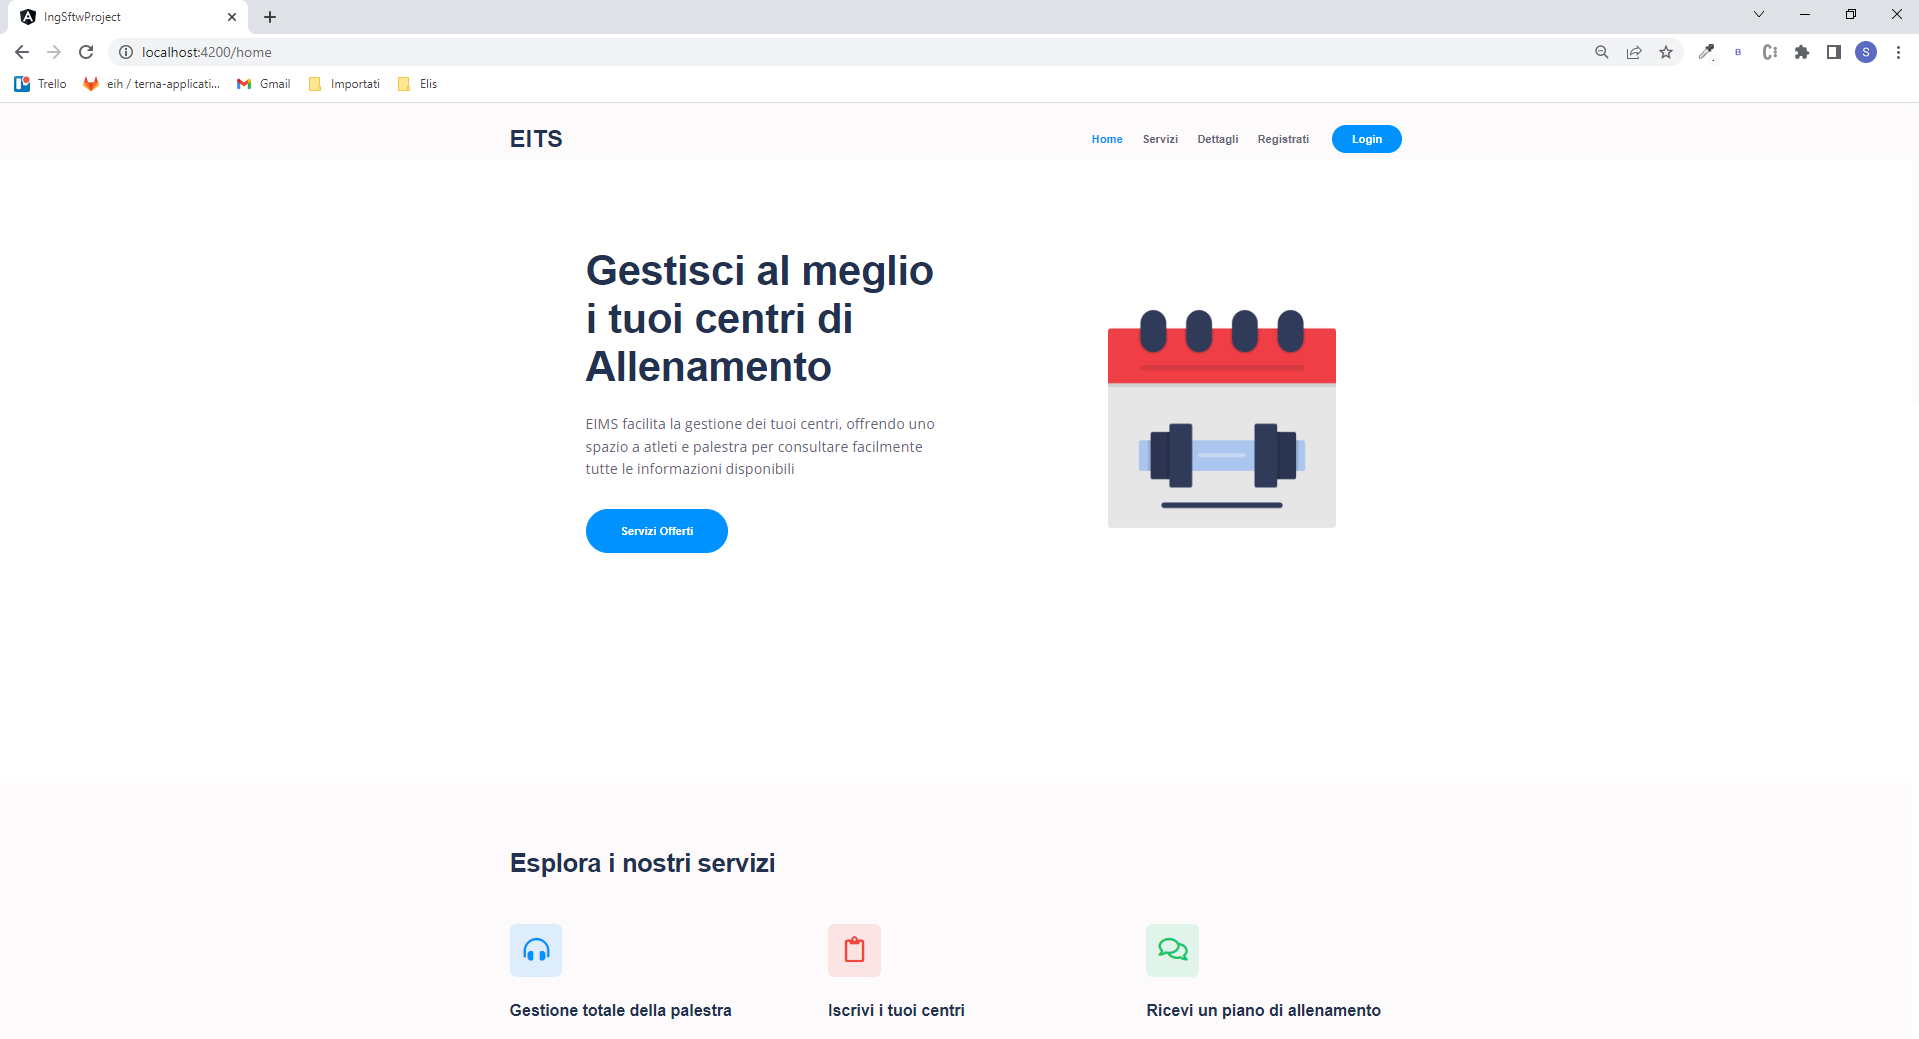 IngSftwProject
localhost:4200/home
B
S
Trello
eih / terna-applicati...
Gmail
Importati
Elis
EITS
Home
Servizi
Dettagli
Registrati
Login
Gestisci al meglio
i tuoi centri di
Allenamento
EIMS facilita la gestione dei tuoi centri, offrendo uno
spazio a atleti e palestra per consultare facilmente
tutte le informazioni disponibili
Servizi Offerti
Esplora i nostri servizi
Gestione totale della palestra
Iscrivi i tuoi centri
Ricevi un piano di allenamento